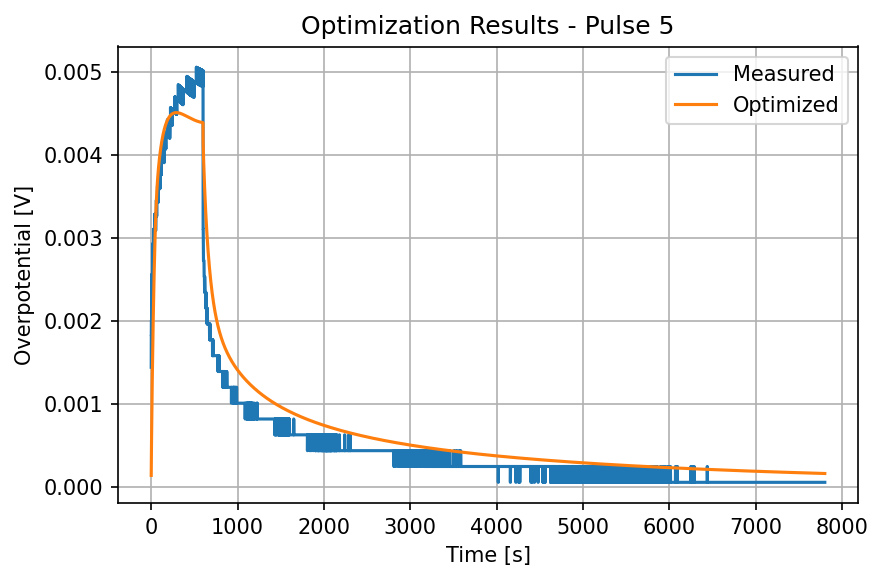 Optimization Results - Pulse 5
Measured
Optimized
Overpotential [V]
0.005
0.004
0.003
0.002
0.001
0.000
0 1000 2000 3000 4000 5000 6000 7000 8000
Time [s]